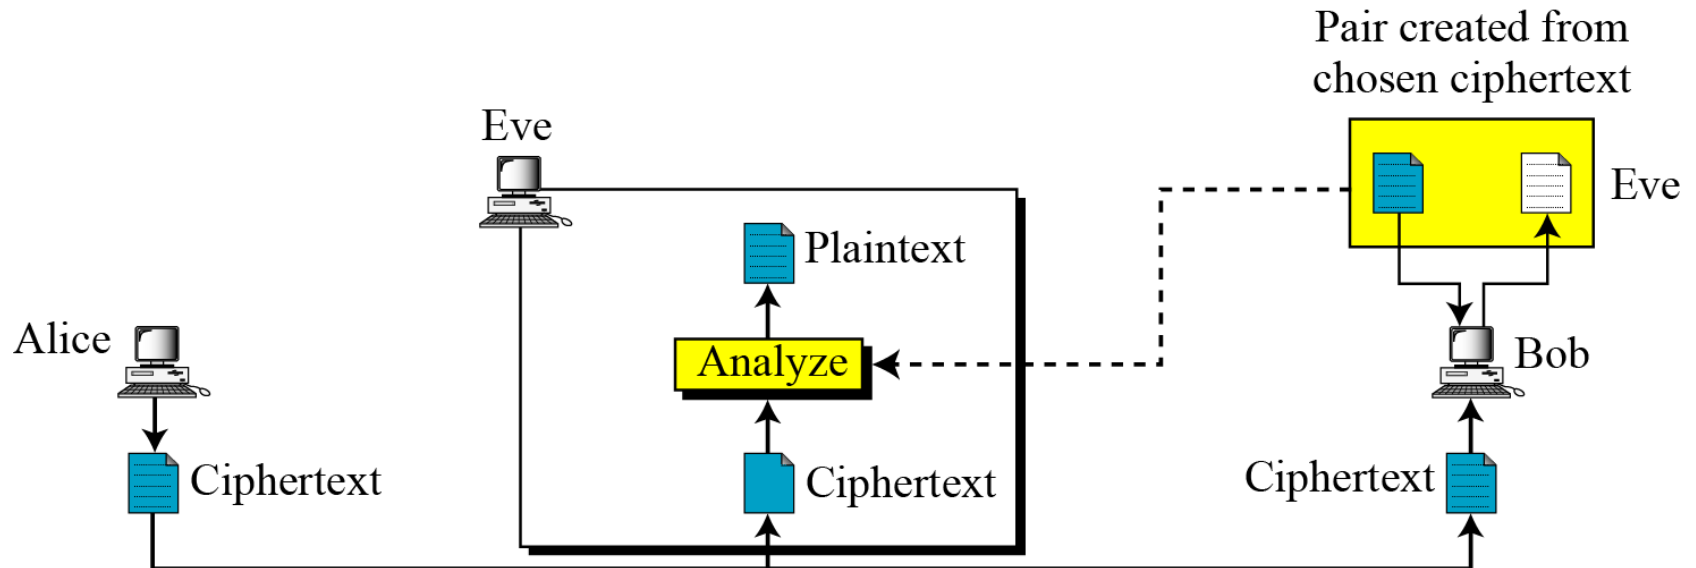 Pair created from
chosen ciphertext
Eve
Eve
Plaintext
Alice
Analyze
Bob
Ciphertext
Ciphertext
Ciphertext